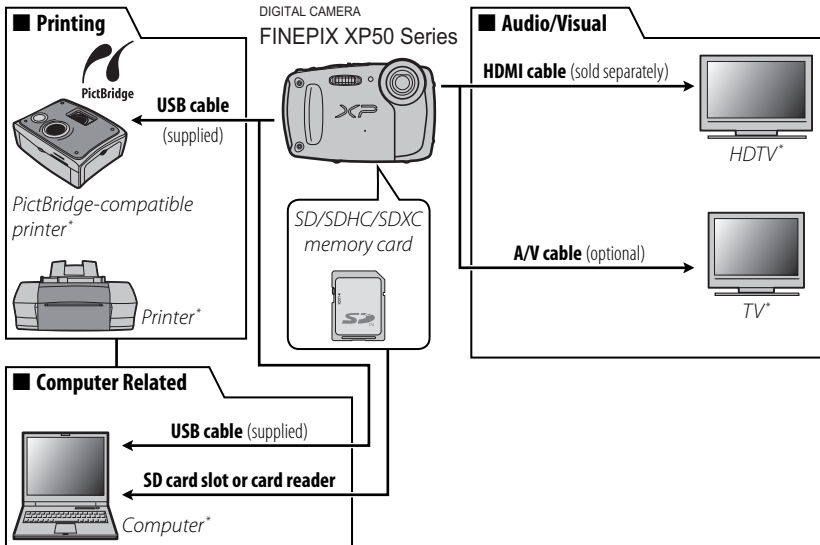 ■ Printing
PictBridge
USB cable
(supplied)
PictBridge-compatible
printer*
Printer*
DIGITAL CAMERA
FINEPIX XP50 Series
XP
SD/SDHC/SDXC
memory card
SD
■ Audio/Visual
HDMI cable (sold separately)
HDTV*
A/V cable (optional)
TV*
■ Computer Related
USB cable (supplied)
SD card slot or card reader
Computer*